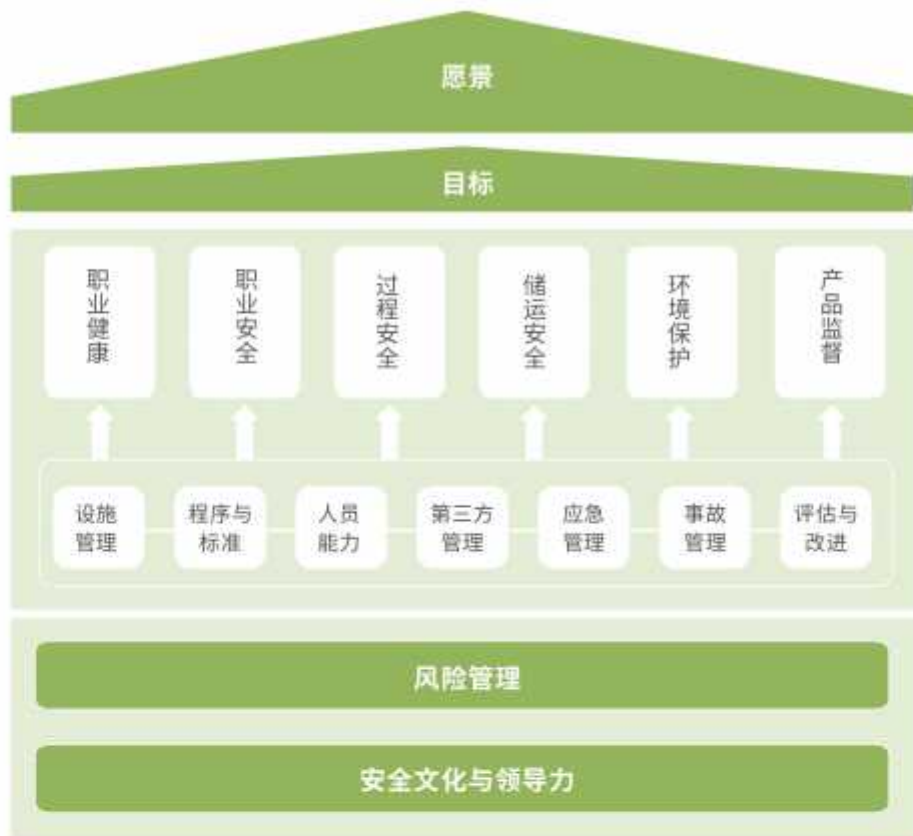 愿景
目标
职业健康
职业安全
过程安全
储运安全
环境保护
产品监督
设施
管理
程序与
标准
人员
能力
第三方
管理
应急
管理
事故
管理
评估与
改进
风险管理
安全文化与领导力